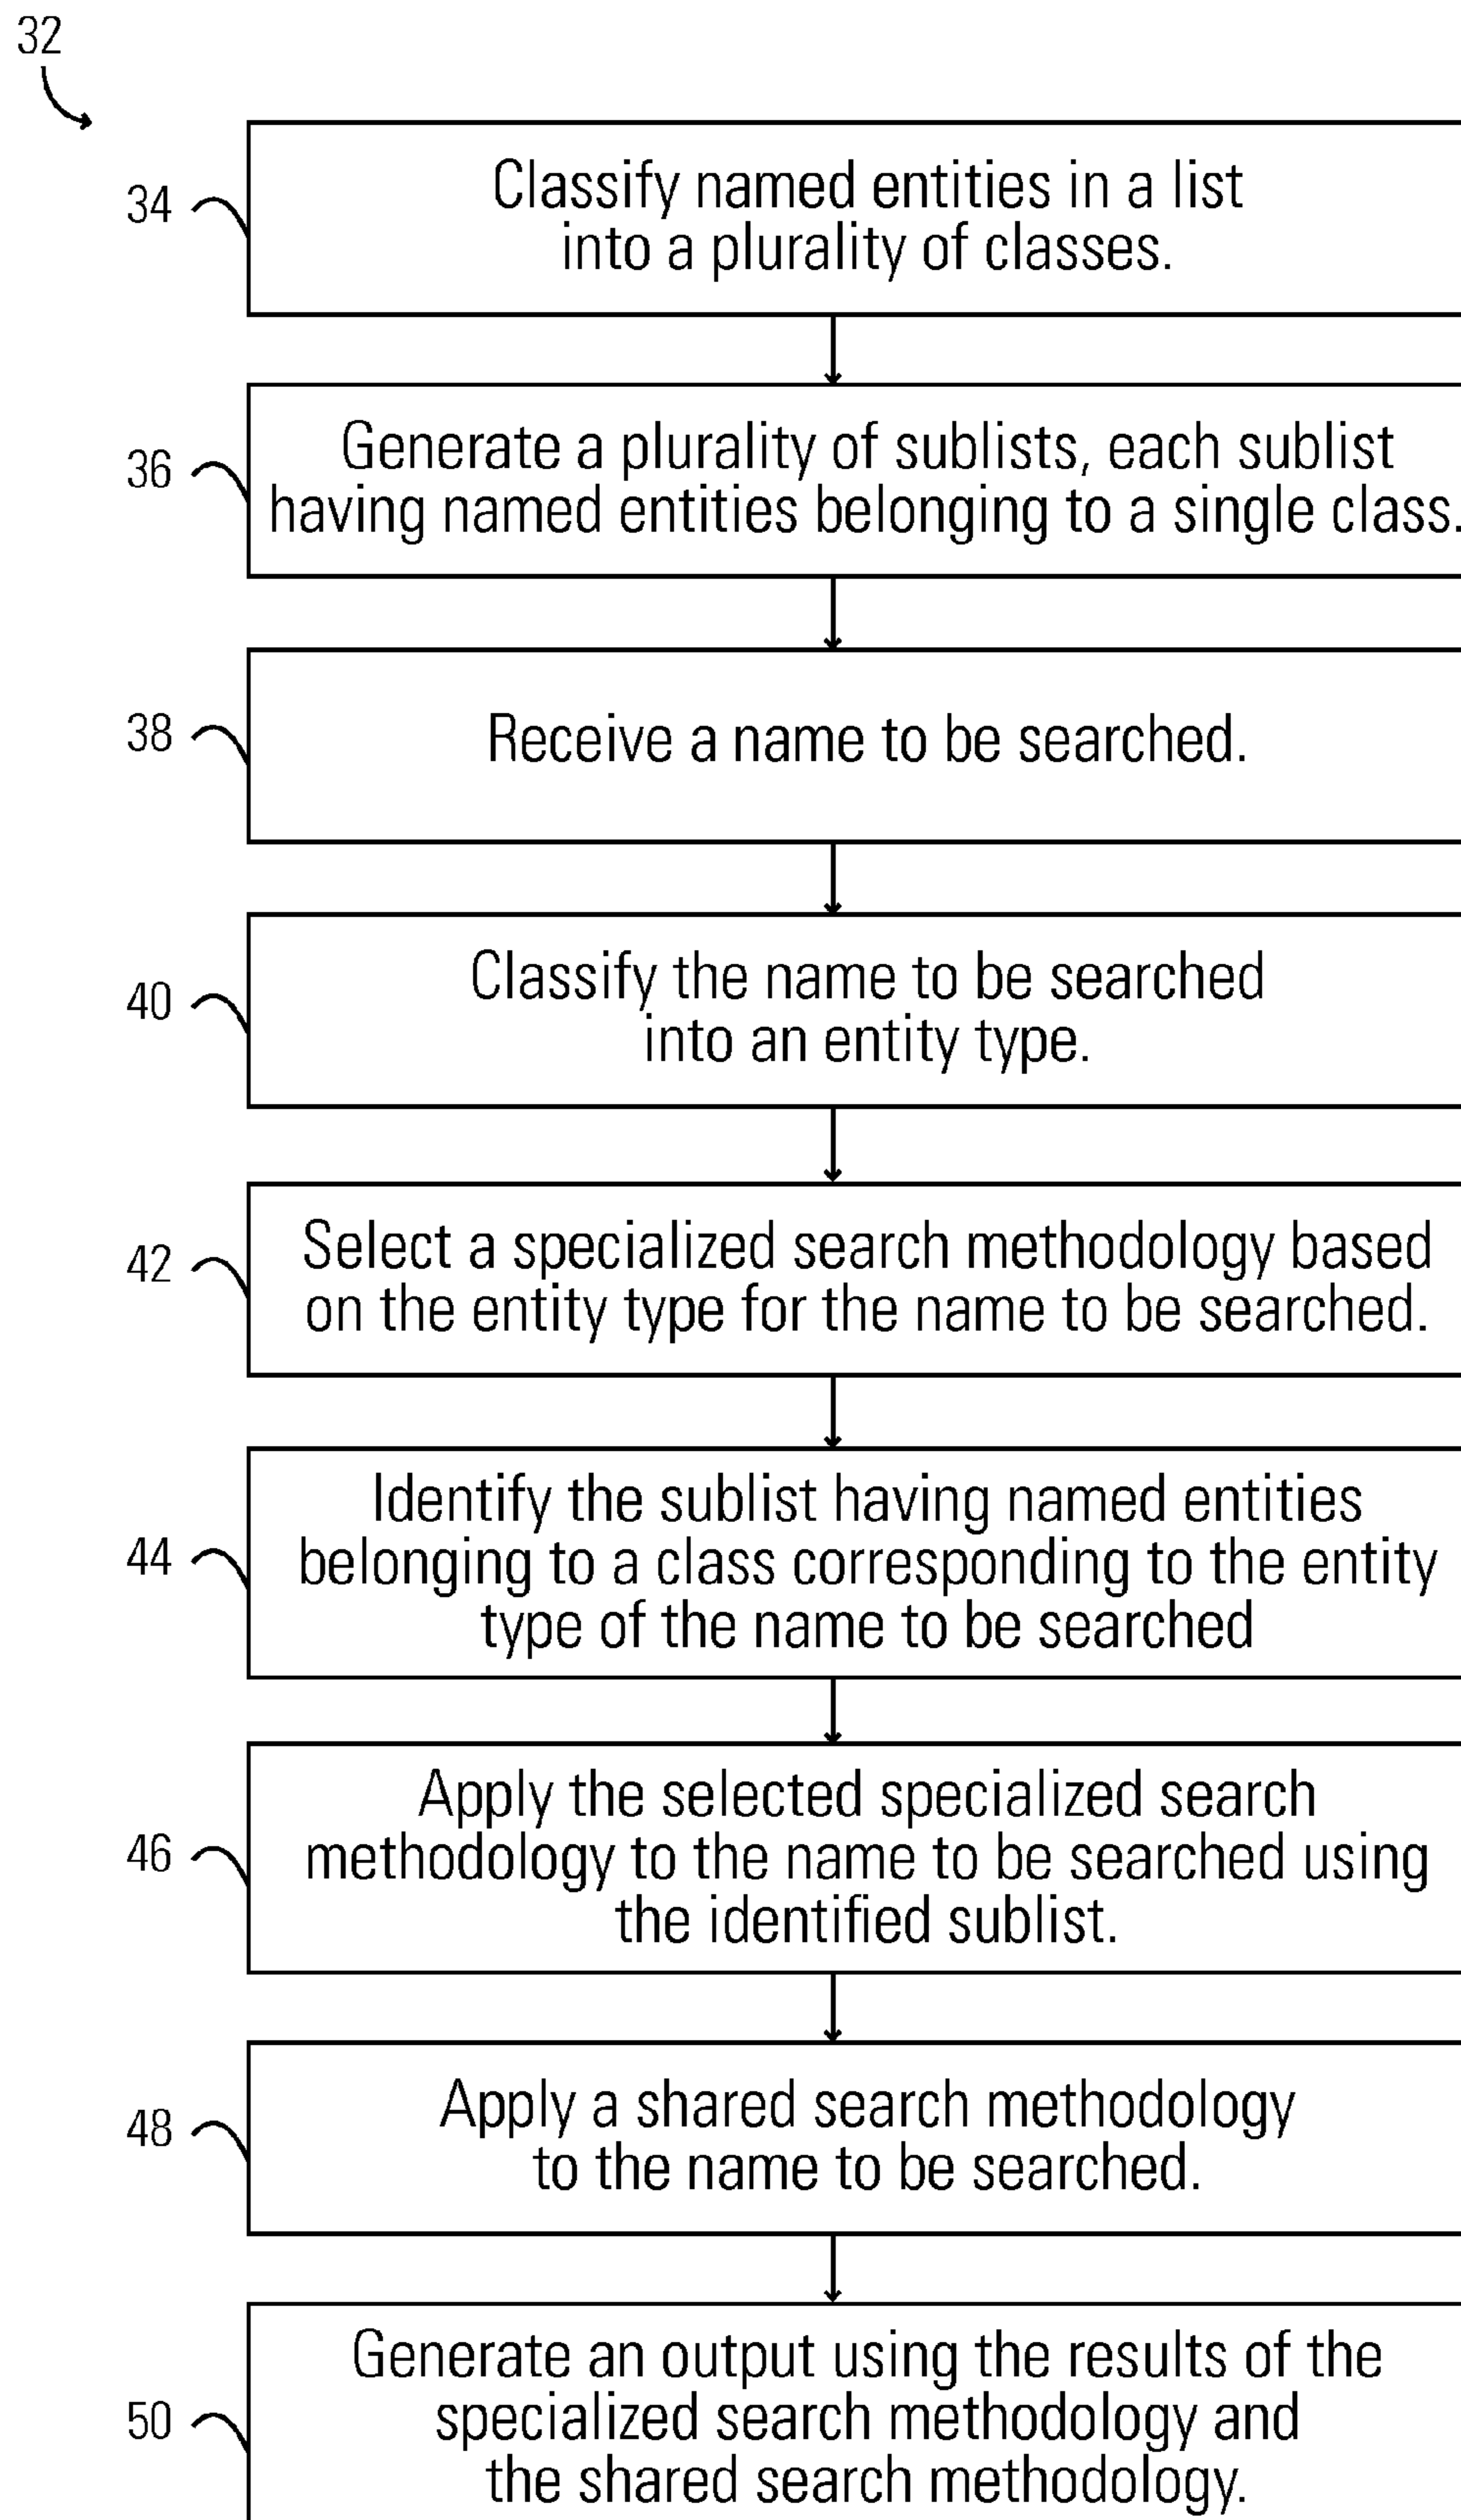 32
34
Classify named entities in a list
into a plurality of classes.
36
Generate a plurality of sublists, each sublist
having named entities belonging to a single class.
38
Receive a name to be searched.
40
Classify the name to be searched
into an entity type.
42
Select a specialized search methodology based
on the entity type for the name to be searched.
44
Identify the sublist having named entities
belonging to a class corresponding to the entity
type of the name to be searched
46
Apply the selected specialized search
methodology to the name to be searched using
the identified sublist.
48
Apply a shared search methodology
to the name to be searched.
50
Generate an output using the results of the
specialized search methodology and
the shared search methodology.